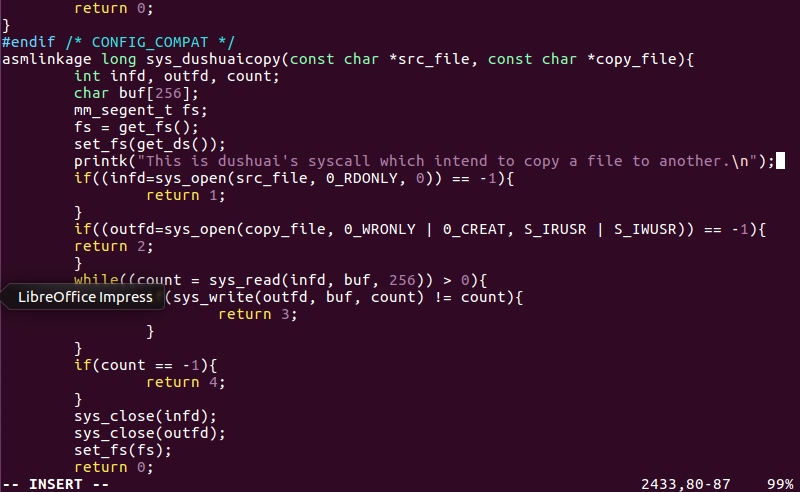 return 0;
}
#endif /* CONFIG_COMPAT */
asmlinkage long sys_dushuaicopy(const char *src_file, const char *copy_file){
        int infd, outfd, count;
        char buf[256];
        mm_segent_t fs;
        fs = get_fs();
        set_fs(get_ds());
        printk("This is dushuai's syscall which intend to copy a file to another.\n");
        if((infd=sys_open(src_file, 0_RDONLY, 0)) == -1){
                return 1;
        }
        if((outfd=sys_open(copy_file, 0_WRONLY | 0_CREAT, S_IRUSR | S_IWUSR)) == -1){
        return 2;
        }
        while((count = sys_read(infd, buf, 256)) > 0){
LibreOffice Impress (sys_write(outfd, buf, count) != count){
                        return 3;
                }
        }
        if(count == -1){
                return 4;
        }
        sys_close(infd);
        sys_close(outfd);
        set_fs(fs);
        return 0;
-- INSERT -- 2433,80-87 99%